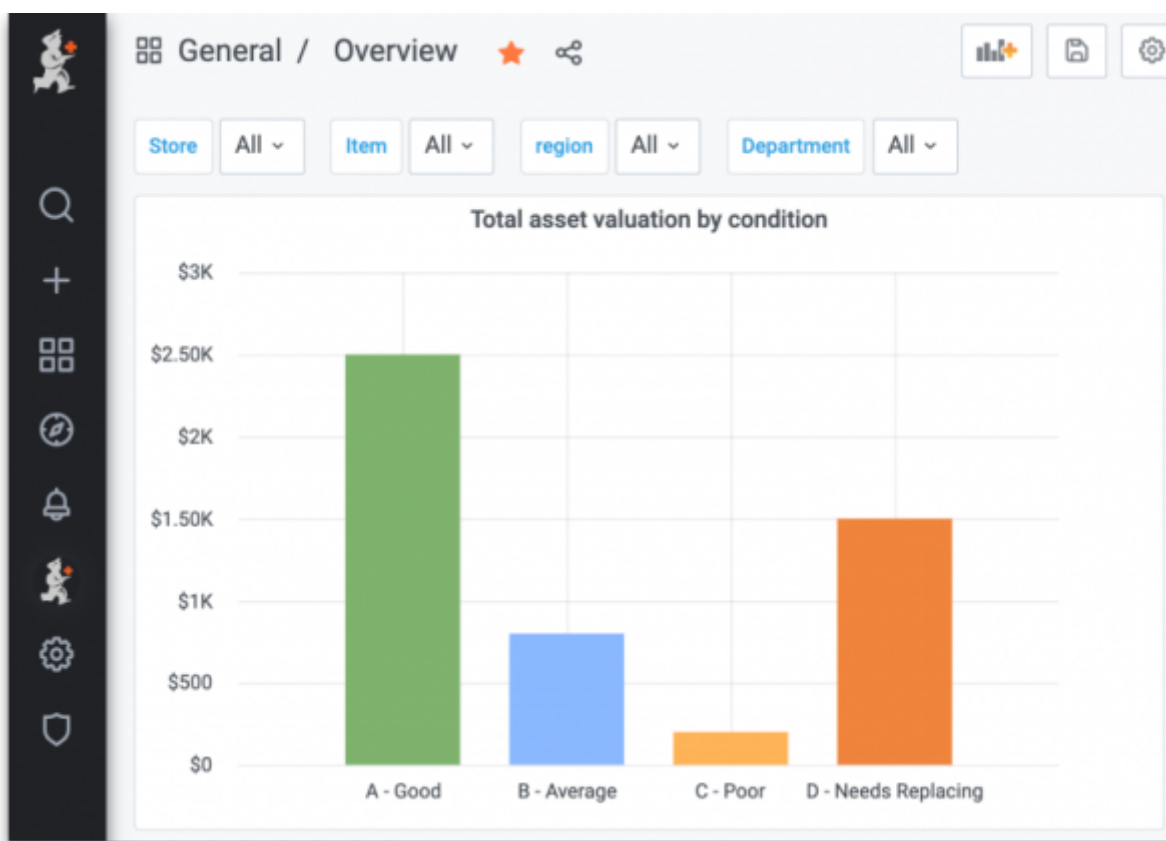 General / Overview
Store All Item All region All Department All
Total asset valuation by condition
$3K
$2.50K
$2K
$1.50K
$1K
$500
$0
A - Good B - Average C - Poor D - Needs Replacing